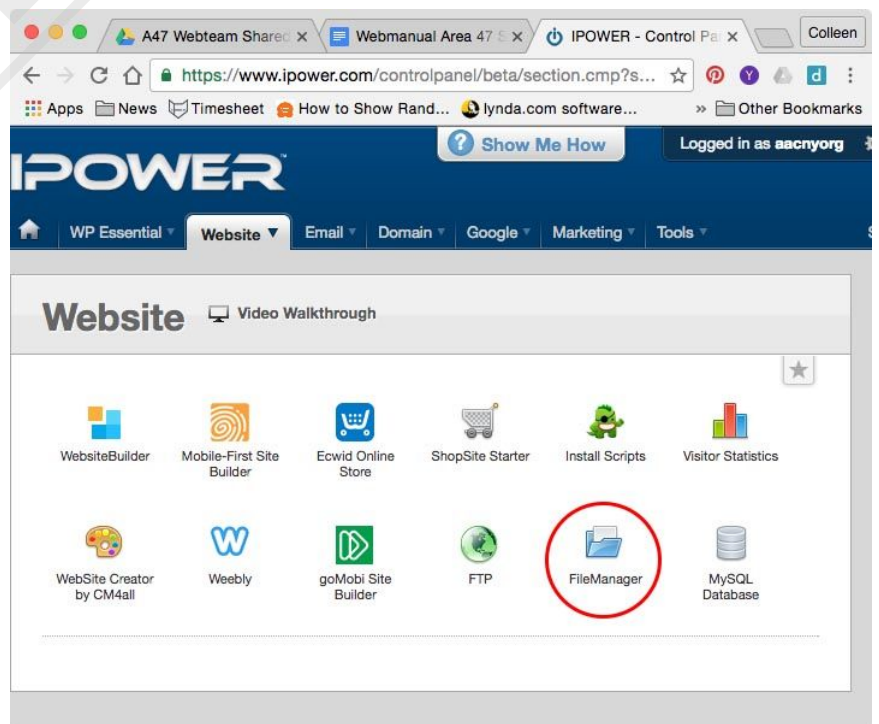 A47 Webteam Shared
Webmanual Area 47 S
IPOWER - Control Pa
Colleen
https://www.ipower.com/controlpanel/beta/section.cmp?s...
Apps News Timesheet How to Show Rand... lynda.com software... » Other Bookmarks
Show Me How
Logged in as aacnyorg
IPOWER
WP Essential Website Email Domain Google Marketing Tools
Website Video Walkthrough
WebsiteBuilder
Mobile-First Site
Builder
Ecwid Online
Store
ShopSite Starter
Install Scripts
Visitor Statistics
WebSite Creator
by CM4all
Weebly
goMobi Site
Builder
FTP
FileManager
MySQL
Database